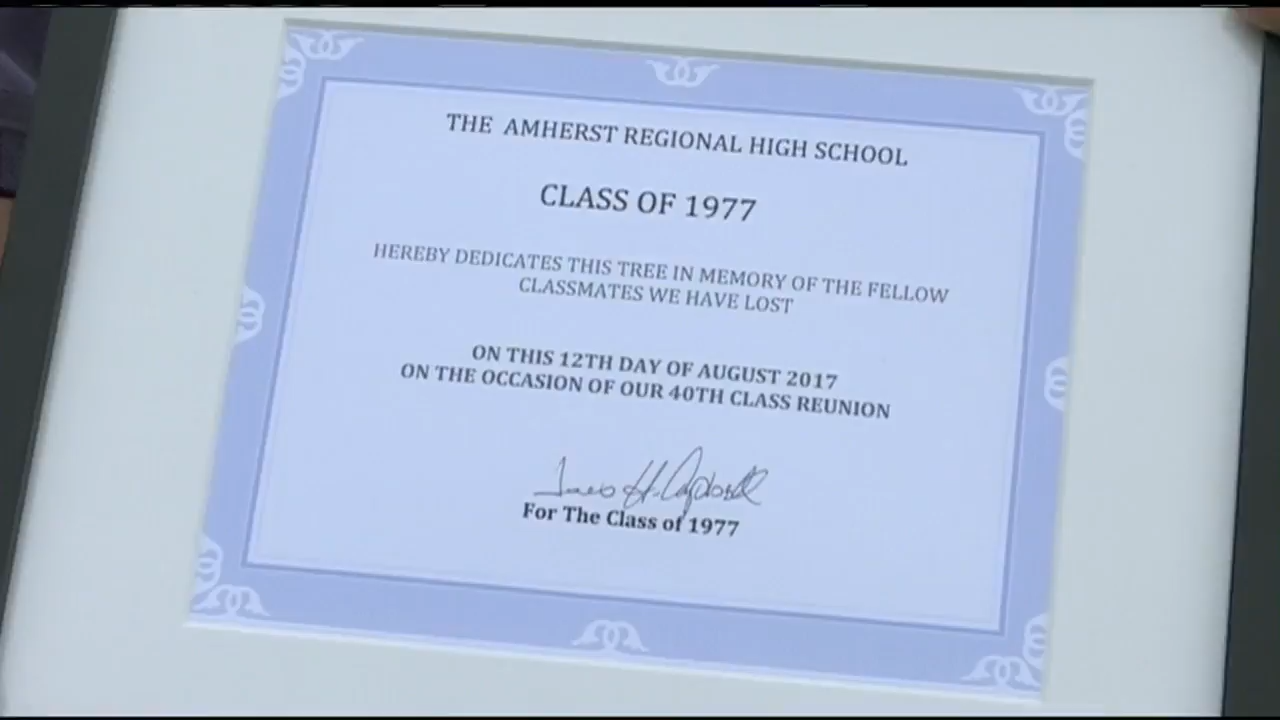 THE AMHERST REGIONAL HIGH SCHOOL
CLASS OF 1977
HEREBY DEDICATES THIS TREE IN MEMORY OF THE FELLOW
CLASSMATES WE HAVE LOST
ON THIS 12TH DAY OF AUGUST 2017
ON THE OCCASION OF OUR 40TH CLASS REUNION
For The Class of 1977